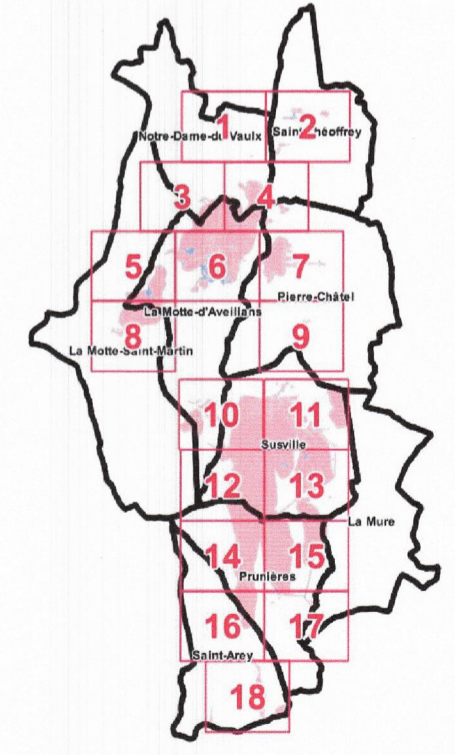 1
2
Notre-Dame-du Vaulx
Saint-Théoffrey
3
4
5
6
7
Pierre-Châtel
La Motte-d'Aveillans
8
9
La Motte-Saint-Martin
10
11
Susville
12
13
La Mure
14
15
Prunières
16
17
Saint-Arey
18